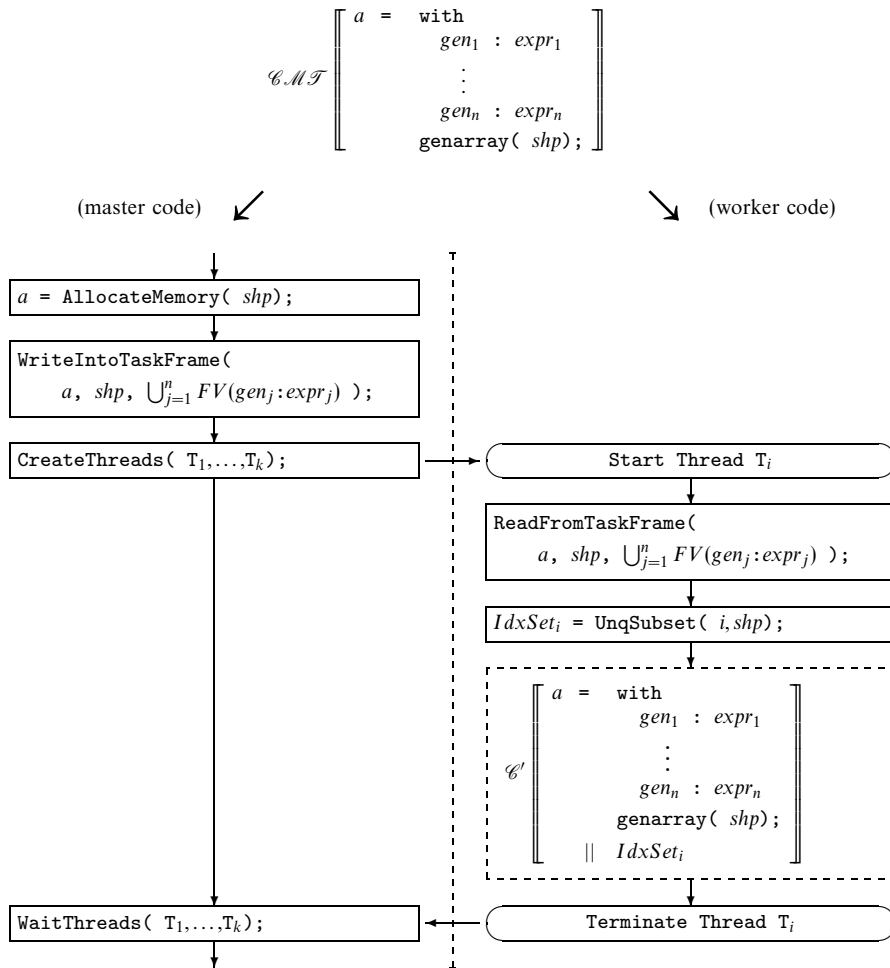 a = with
gen₁ : expr₁
𝒞ℳ𝒯 ⋮
genₙ : exprₙ
genarray( shp);
(master code) (worker code)
a = AllocateMemory( shp);
WriteIntoTaskFrame(
a, shp, ⋃ⁿⱼ₌₁ FV(genⱼ:exprⱼ) );
CreateThreads( T₁,...,Tₖ);
Start Thread Tᵢ
ReadFromTaskFrame(
a, shp, ⋃ⁿⱼ₌₁ FV(genⱼ:exprⱼ) );
IdxSetᵢ = UnqSubset( i,shp);
a = with
gen₁ : expr₁
𝒞′ ⋮
genₙ : exprₙ
genarray( shp);
|| IdxSetᵢ
WaitThreads( T₁,...,Tₖ);
Terminate Thread Tᵢ